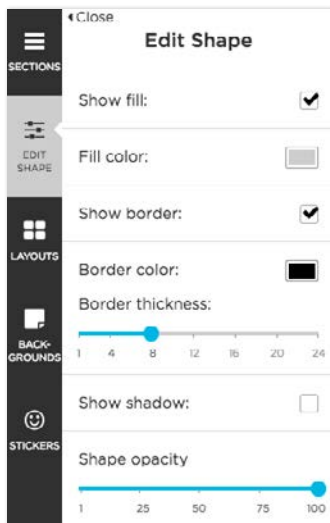 Close
Edit Shape
SECTIONS
Show fill:
EDIT
SHAPE
Fill color:
Show border:
LAYOUTS
Border color:
Border thickness:
1 4 8 12 16 20 24
BACK-
GROUNDS
Show shadow:
STICKERS
Shape opacity
1 25 50 75 100